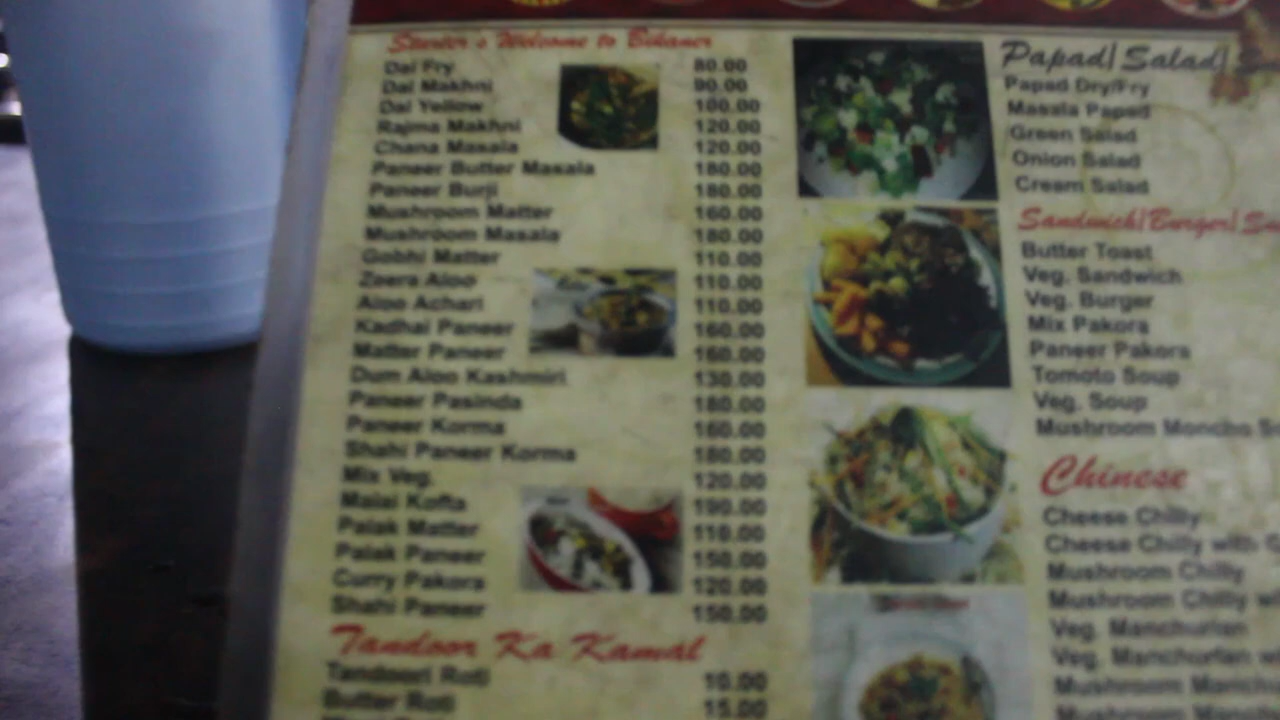 Starter's Welcome to Bikaner
Dal Fry 80.00
Dal Makhni 90.00
Dal Yellow 100.00
Rajma Makhni 120.00
Chana Masala 120.00
Paneer Butter Masala 180.00
Paneer Burji 180.00
Mushroom Matter 160.00
Mushroom Masala 180.00
Gobhi Matter 110.00
Zeera Aloo 110.00
Aloo Achari 110.00
Kadhai Paneer 160.00
Matter Paneer 160.00
Dum Aloo Kashmiri 130.00
Paneer Pasinda 180.00
Paneer Korma 160.00
Shahi Paneer Korma 180.00
Mix Veg. 120.00
Malai Kofta 190.00
Palak Matter 110.00
Palak Paneer 150.00
Curry Pakora 120.00
Shahi Paneer 150.00
Tandoor Ka Kamal
Tandoori Roti 10.00
Butter Roti 15.00
Papad|Salad|
Papad Dry/Fry
Masala Papad
Green Salad
Onion Salad
Cream Salad
Sandwich|Burger|
Butter Toast
Veg. Sandwich
Veg. Burger
Mix Pakora
Paneer Pakora
Tomoto Soup
Veg. Soup
Mushroom
Chinese
Cheese Chilly
Cheese Chilly with
Mushroom Chilly
Mushroom Chilly
Veg. Manchurian
Veg. Manchurian
Mushroom
Mushroom